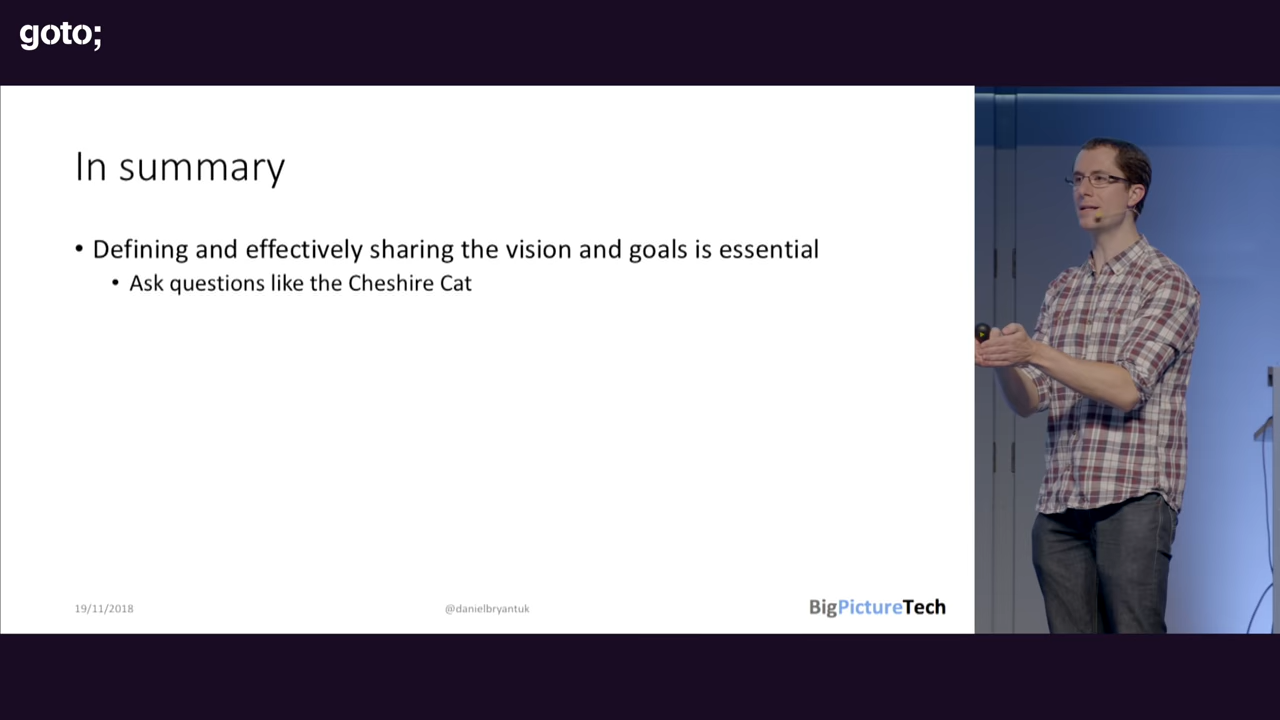 goto;
In summary
• Defining and effectively sharing the vision and goals is essential
• Ask questions like the Cheshire Cat
19/11/2018
@danielbryantuk
BigPictureTech